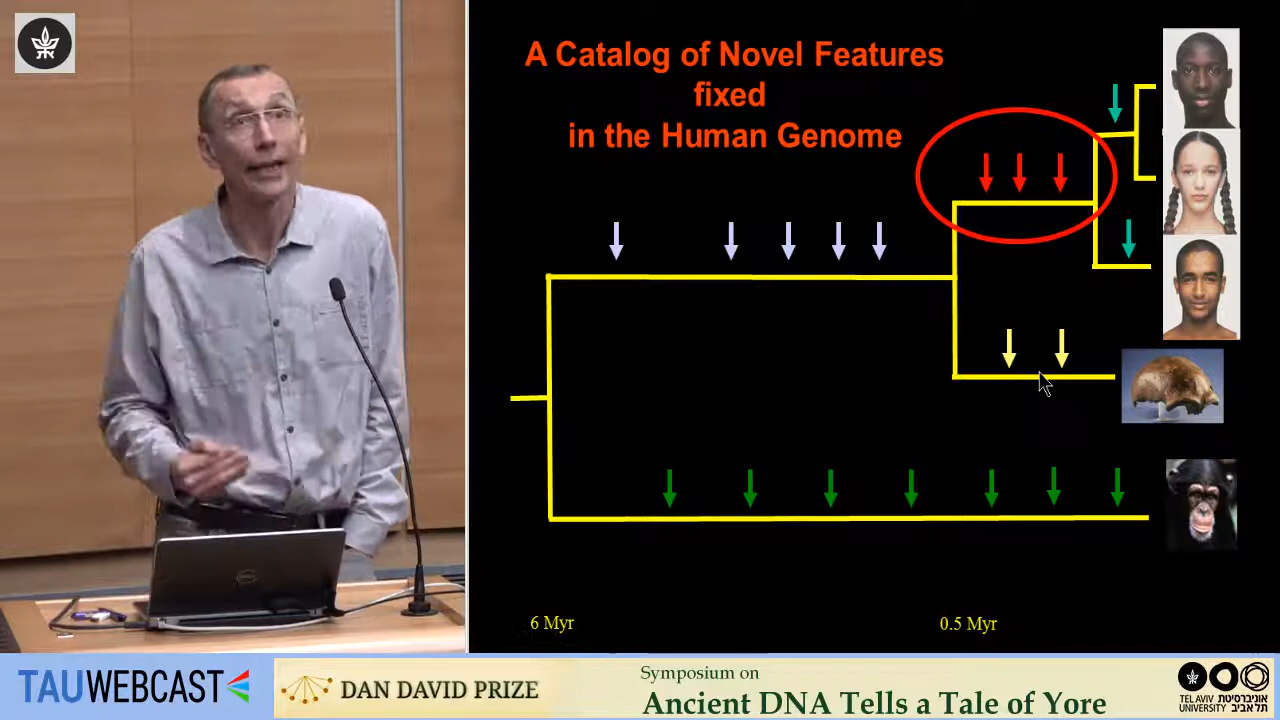 A Catalog of Novel Features
fixed
in the Human Genome
6 Myr
0.5 Myr
TAUWEBCAST
DAN DAVID PRIZE
Symposium on
Ancient DNA Tells a Tale of Yore
TEL AVIV אוניברסיטת
UNIVERSITY תל אביב